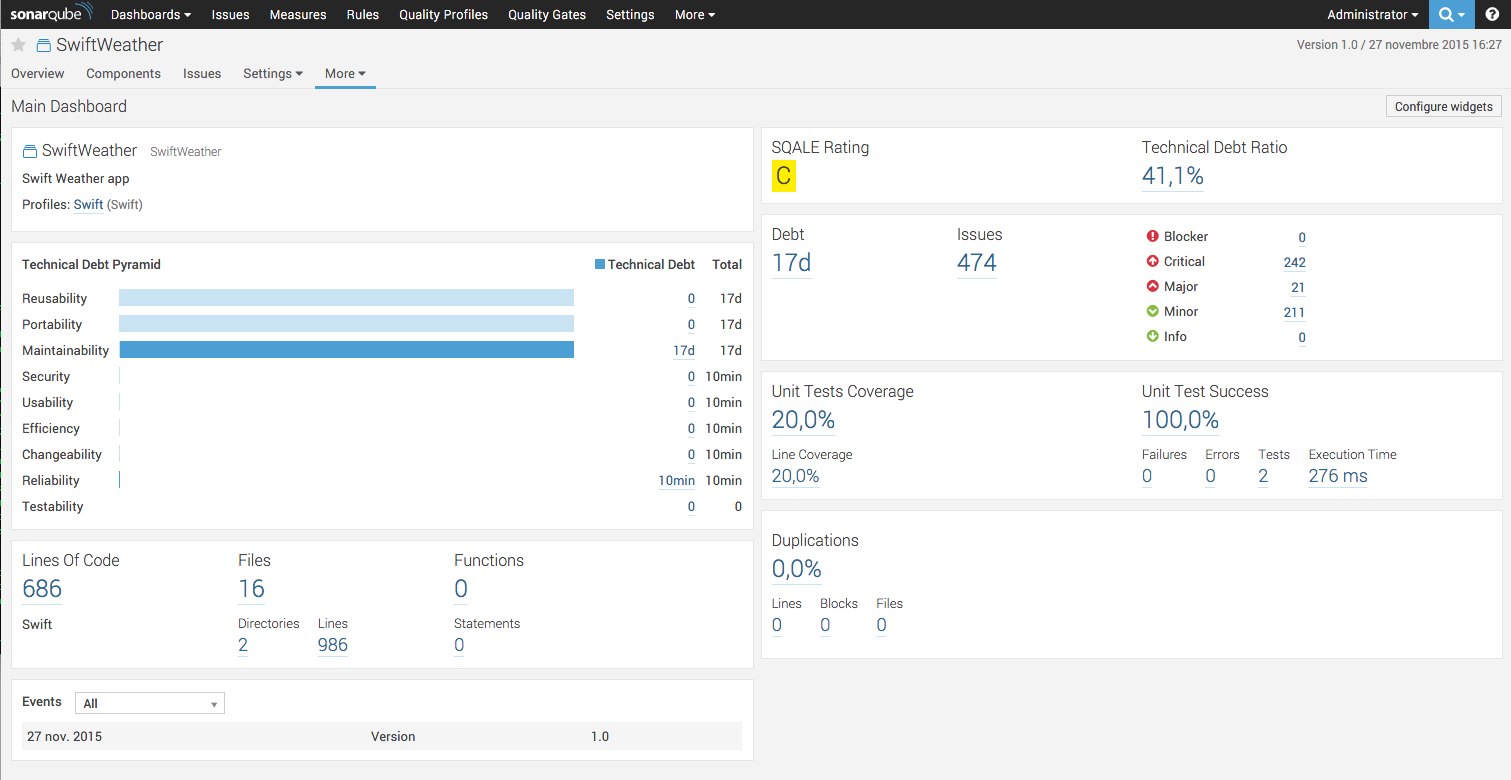 sonarqube Dashboards Issues Measures Rules Quality Profiles Quality Gates Settings More Administrator ?
SwiftWeather Version 1.0 / 27 novembre 2015 16:27
Overview Components Issues Settings More
Main Dashboard Configure widgets
SwiftWeather SwiftWeather
Swift Weather app
Profiles: Swift (Swift)
Technical Debt Pyramid Technical Debt Total
Reusability 0 17d
Portability 0 17d
Maintainability 17d 17d
Security 0 10min
Usability 0 10min
Efficiency 0 10min
Changeability 0 10min
Reliability 10min 10min
Testability 0 0
Lines Of Code Files Functions
686 16 0
Swift Directories Lines Statements
2 986 0
Events All
27 nov. 2015 Version 1.0
SQALE Rating Technical Debt Ratio
C 41,1%
Debt Issues
17d 474
Blocker 0
Critical 242
Major 21
Minor 211
Info 0
Unit Tests Coverage Unit Test Success
20,0% 100,0%
Line Coverage Failures Errors Tests Execution Time
20,0% 0 0 2 276 ms
Duplications
0,0%
Lines Blocks Files
0 0 0